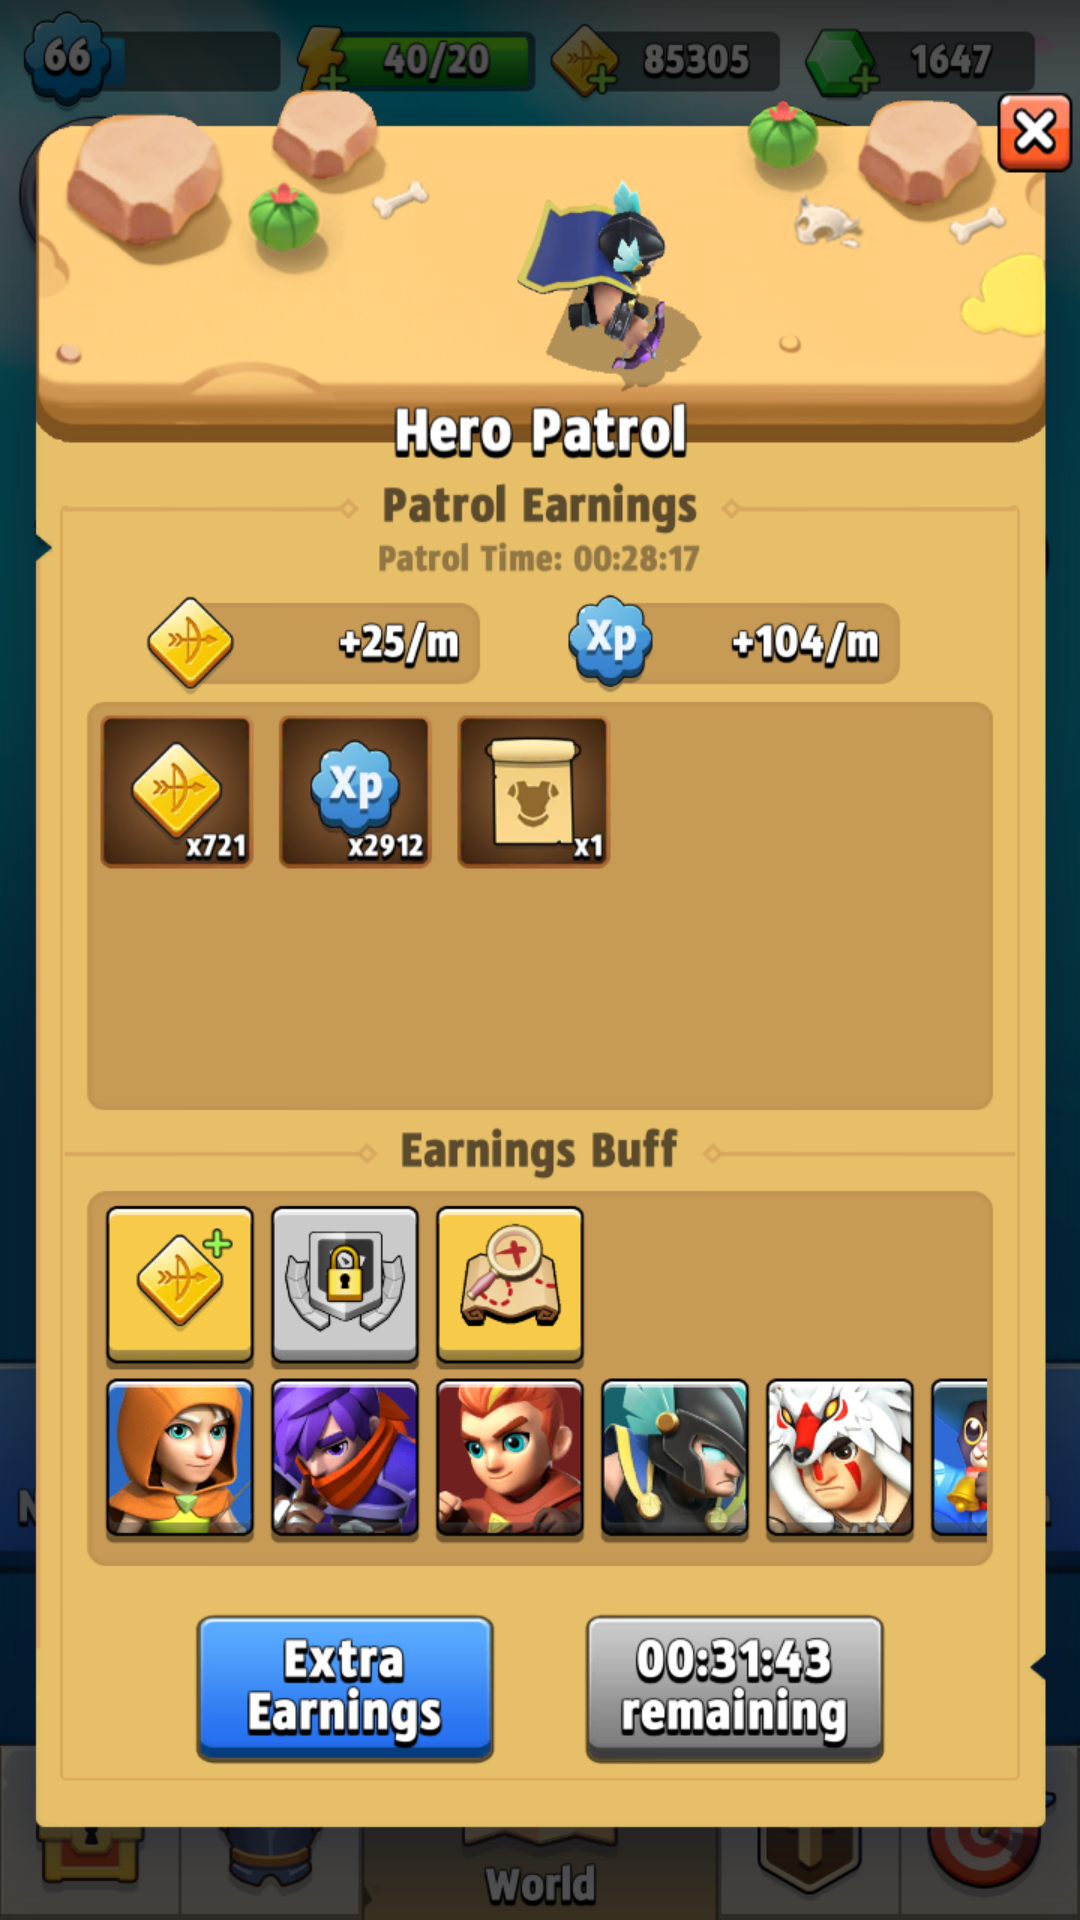 66
40/20
85305
1647
Hero Patrol
Patrol Earnings
Patrol Time: 00:28:17
+25/m
Xp
+104/m
x721
Xp
x2912
x1
Earnings Buff
Extra
Earnings
00:31:43
remaining
World